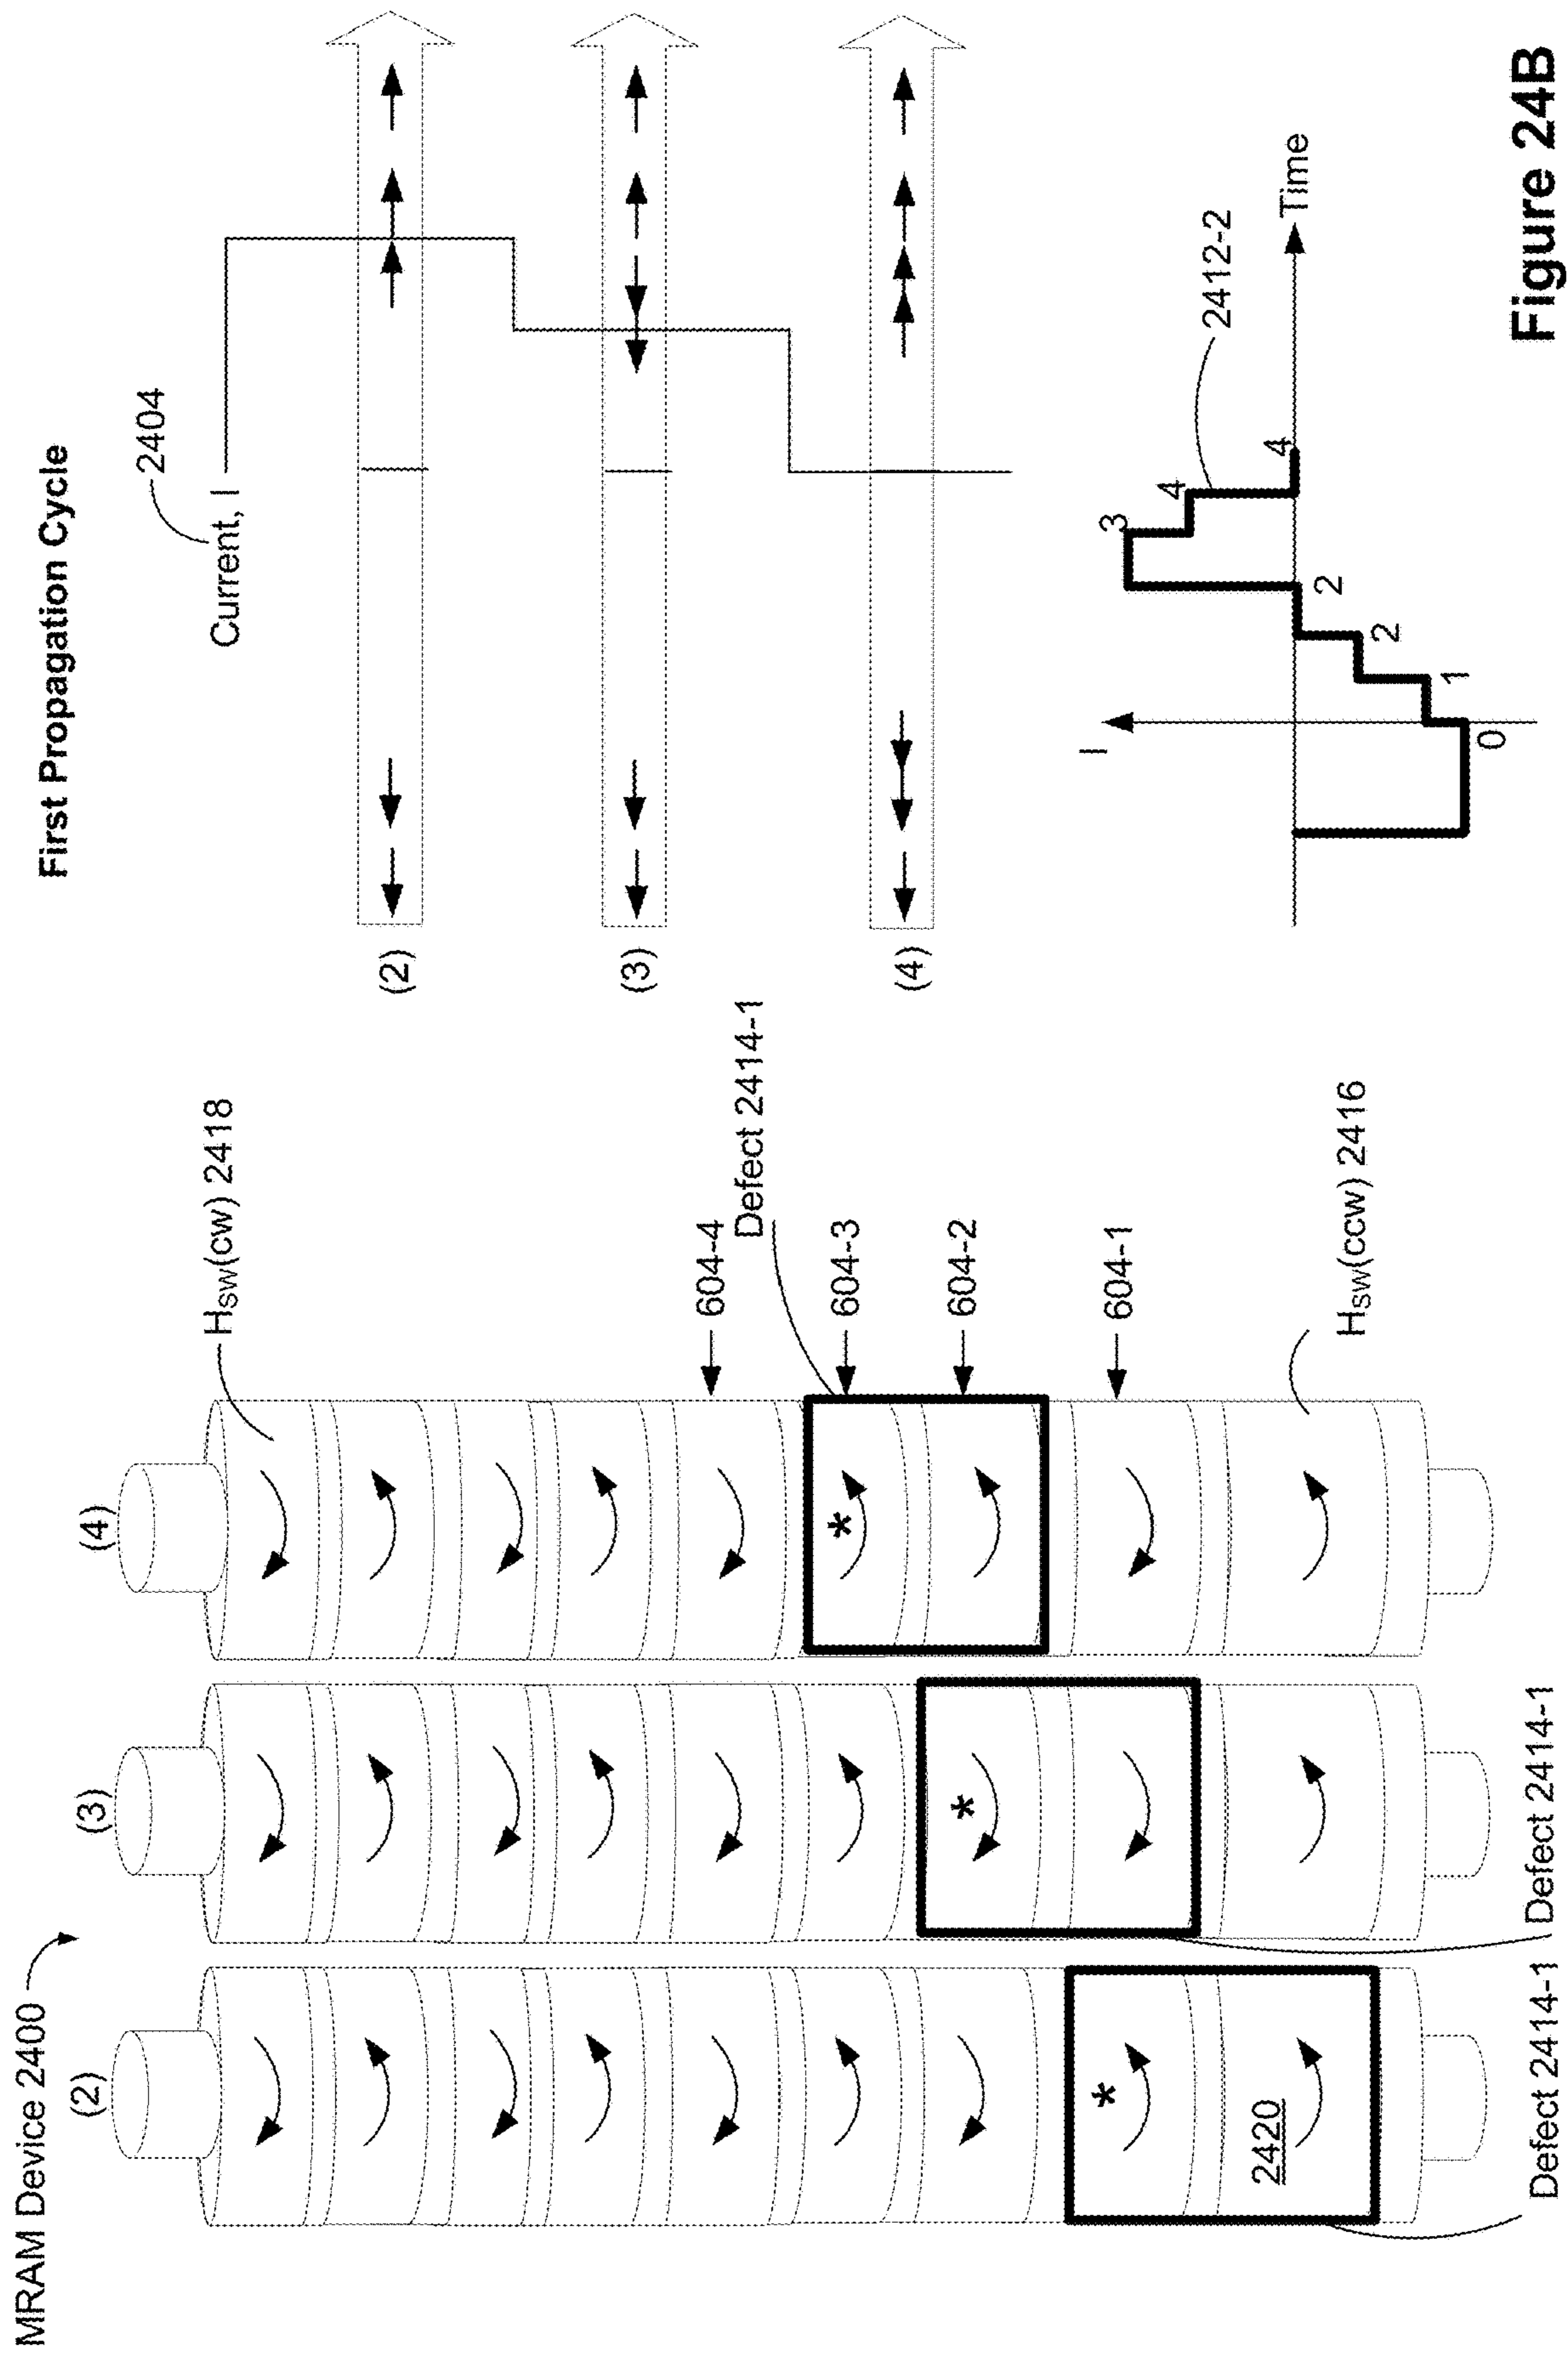 MRAM Device 2400
First Propagation Cycle
(2)
(3)
(4)
HSW(cw) 2418
604-4
Defect 2414-1
604-3
604-2
604-1
HSW(ccw) 2416
*
*
*
2420
Defect 2414-1
Defect 2414-1
2404
Current, I
(2)
(3)
(4)
I
0
1
2
2
3
4
4
2412-2
Time
Figure 24B